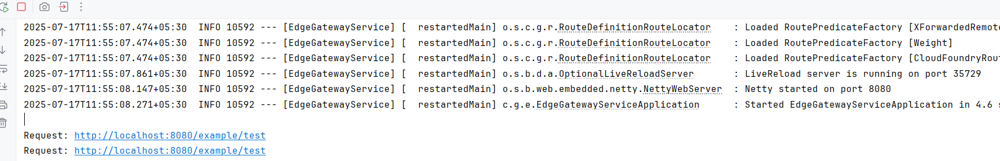 2025-07-17T11:55:07.474+05:30  INFO 10592 --- [EdgeGatewayService] [  restartedMain] o.s.c.g.r.RouteDefinitionRouteLocator    : Loaded RoutePredicateFactory [XForwardedRemote
2025-07-17T11:55:07.474+05:30  INFO 10592 --- [EdgeGatewayService] [  restartedMain] o.s.c.g.r.RouteDefinitionRouteLocator    : Loaded RoutePredicateFactory [Weight]
2025-07-17T11:55:07.474+05:30  INFO 10592 --- [EdgeGatewayService] [  restartedMain] o.s.c.g.r.RouteDefinitionRouteLocator    : Loaded RoutePredicateFactory [CloudFoundryRou
2025-07-17T11:55:07.861+05:30  INFO 10592 --- [EdgeGatewayService] [  restartedMain] o.s.b.d.a.OptionalLiveReloadServer       : LiveReload server is running on port 35729
2025-07-17T11:55:08.147+05:30  INFO 10592 --- [EdgeGatewayService] [  restartedMain] o.s.b.web.embedded.netty.NettyWebServer  : Netty started on port 8080
2025-07-17T11:55:08.271+05:30  INFO 10592 --- [EdgeGatewayService] [  restartedMain] c.g.e.EdgeGatewayServiceApplication      : Started EdgeGatewayServiceApplication in 4.6 s
Request: http://localhost:8080/example/test
Request: http://localhost:8080/example/test